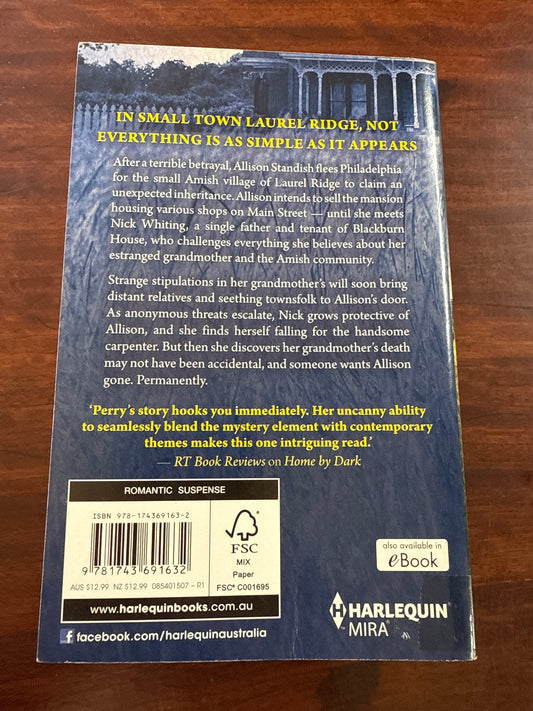 IN SMALL TOWN LAUREL RIDGE, NOT
EVERYTHING IS AS SIMPLE AS IT APPEARS
After a terrible betrayal, Allison Standish flees Philadelphia
for the small Amish village of Laurel Ridge to claim an
unexpected inheritance. Allison intends to sell the mansion
housing various shops on Main Street — until she meets
Nick Whiting, a single father and tenant of Blackburn
House, who challenges everything she believes about her
estranged grandmother and the Amish community.
Strange stipulations in her grandmother's will soon bring
distant relatives and seething townsfolk to Allison's door.
As anonymous threats escalate, Nick grows protective of
Allison, and she finds herself falling for the handsome
carpenter. But then she discovers her grandmother's death
may not have been accidental, and someone wants Allison
gone. Permanently.
'Perry's story hooks you immediately. Her uncanny ability
to seamlessly blend the mystery element with contemporary
themes makes this one intriguing read.'
— RT Book Reviews on Home by Dark
ROMANTIC SUSPENSE
ISBN 978-174369163-2
9 781743 691632
AUS $12.99 NZ $12.99 085401507 – R1
FSC
MIX
Paper
FSC® C001695
www.harlequinbooks.com.au
facebook.com/harlequinaustralia
also available in
eBook
HARLEQUIN®
MIRA®